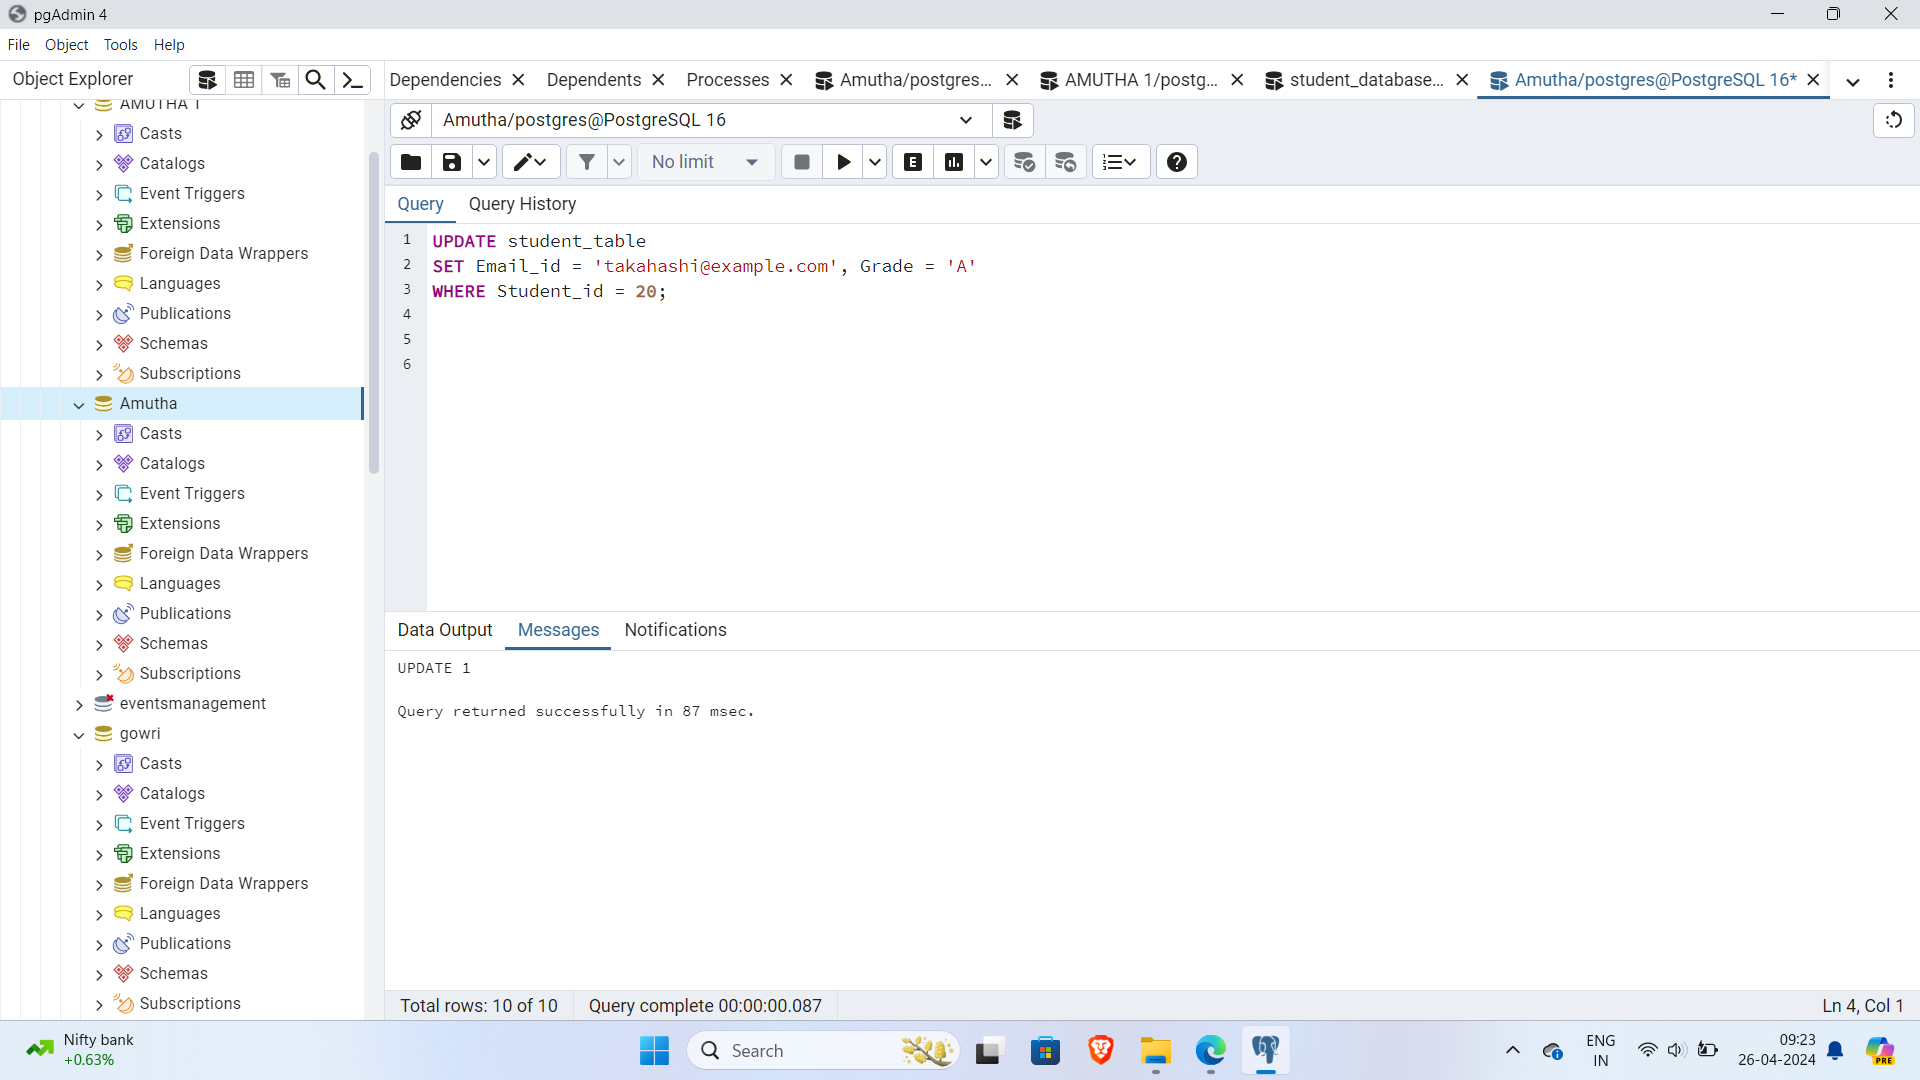 pgAdmin 4
File Object Tools Help
Object Explorer
Dependencies Dependents Processes Amutha/postgres... AMUTHA 1/postg... student_database... Amutha/postgres@PostgreSQL 16*
Amutha/postgres@PostgreSQL 16
No limit
E
Query Query History
1 UPDATE student_table
2 SET Email_id = 'takahashi@example.com', Grade = 'A'
3 WHERE Student_id = 20;
4
5
6
AMUTHA 1
Casts
Catalogs
Event Triggers
Extensions
Foreign Data Wrappers
Languages
Publications
Schemas
Subscriptions
Amutha
Casts
Catalogs
Event Triggers
Extensions
Foreign Data Wrappers
Languages
Publications
Schemas
Subscriptions
eventsmanagement
gowri
Casts
Catalogs
Event Triggers
Extensions
Foreign Data Wrappers
Languages
Publications
Schemas
Subscriptions
Data Output Messages Notifications
UPDATE 1
Query returned successfully in 87 msec.
Total rows: 10 of 10 Query complete 00:00:00.087 Ln 4, Col 1
Nifty bank
+0.63%
Search
ENG
IN
09:23
26-04-2024
PRE